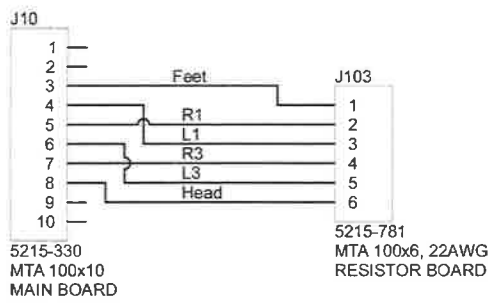 J10
1
2
3
4
5
6
7
8
9
10
Feet
R1
L1
R3
L3
Head
J103
1
2
3
4
5
6
5215-330
MTA 100x10
MAIN BOARD
5215-781
MTA 100x6, 22AWG
RESISTOR BOARD